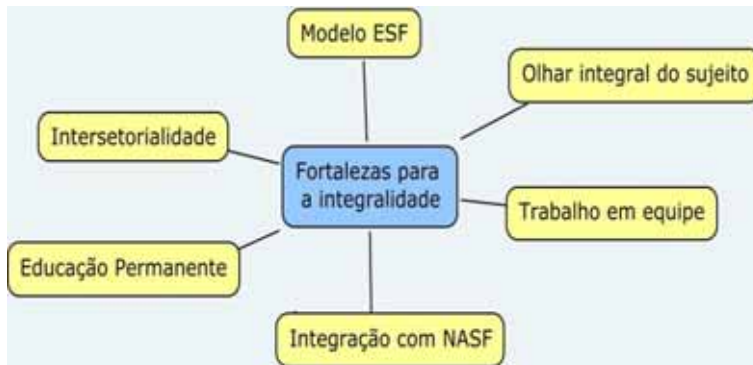 Modelo ESF
Olhar integral do sujeito
Intersetorialidade
Fortalezas para
a integralidade
Trabalho em equipe
Educação Permanente
Integração com NASF